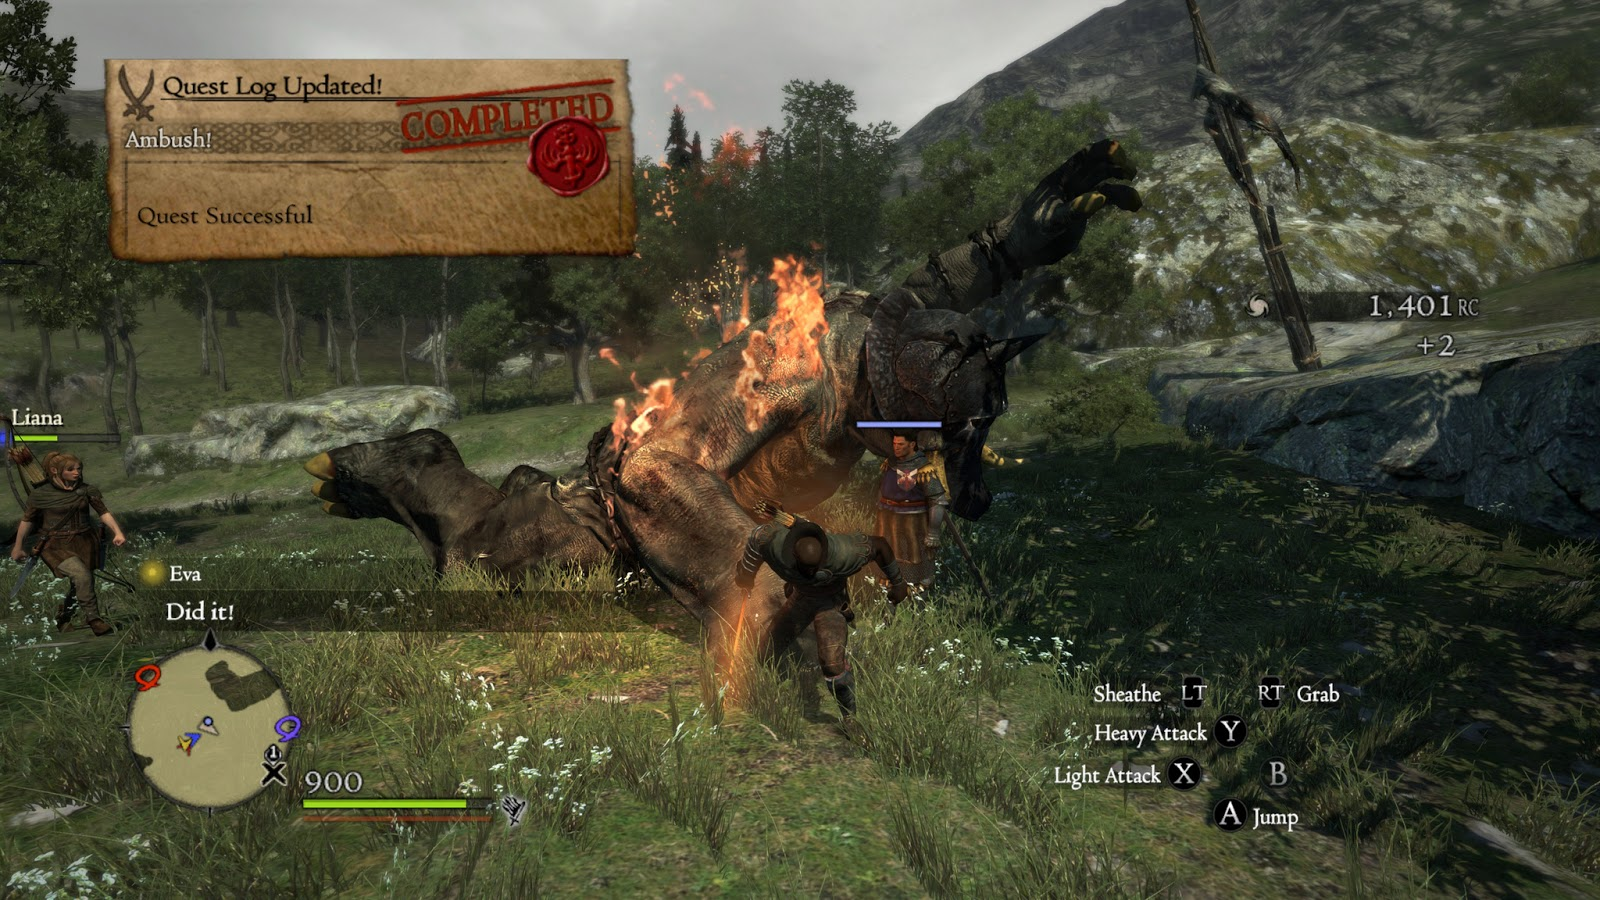 Quest Log Updated!
COMPLETED
Ambush!
Quest Successful
1,401 RC
+2
Liana
Eva
Did it!
1
900
Sheathe LT RT Grab
Heavy Attack Y
Light Attack X B
A Jump